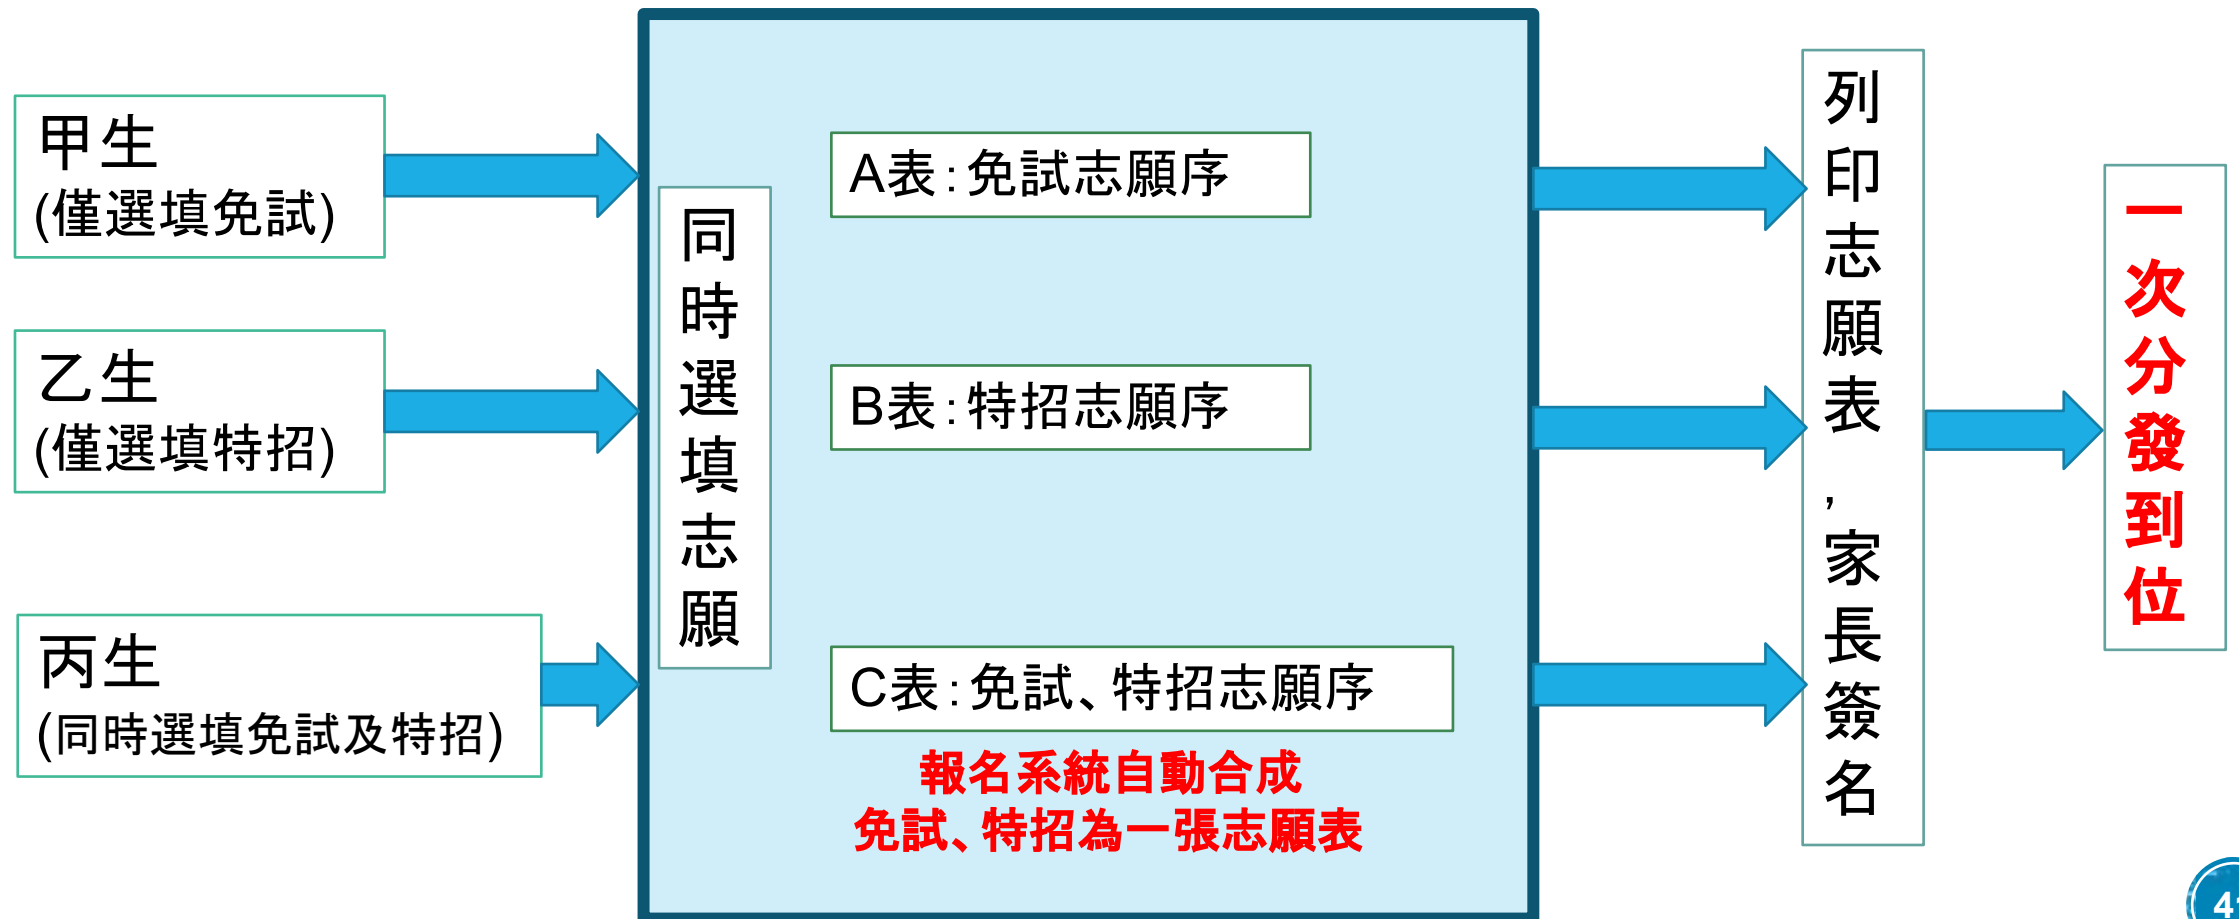 甲生
(僅選填免試)
乙生
(僅選填特招)
丙生
(同時選填免試及特招)
同時選填志願
A表:免試志願序
B表:特招志願序
C表:免試、特招志願序
報名系統自動合成
免試、特招為一張志願表
列印志願表,家長簽名
一次分發到位
4